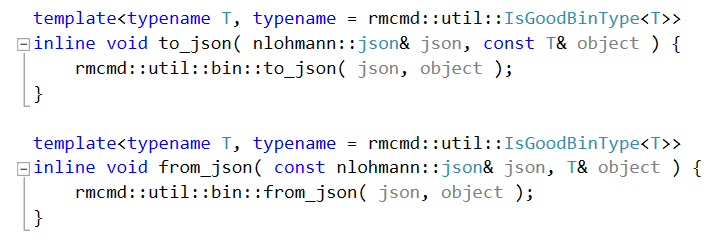 template<typename T, typename = rmcmd::util::IsGoodBinType<T>>
inline void to_json( nlohmann::json& json, const T& object ) {
    rmcmd::util::bin::to_json( json, object );
}
template<typename T, typename = rmcmd::util::IsGoodBinType<T>>
inline void from_json( const nlohmann::json& json, T& object ) {
    rmcmd::util::bin::from_json( json, object );
}